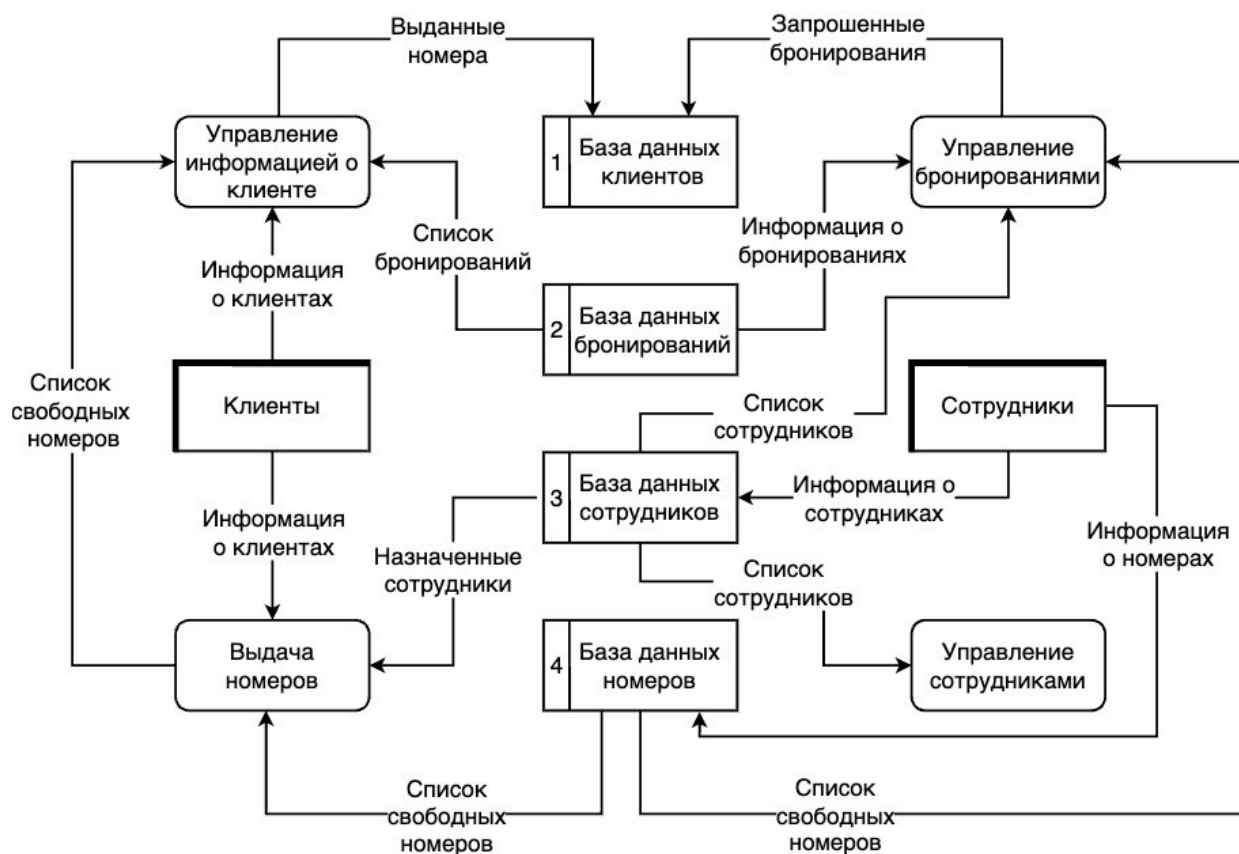 Выданные
номера
Запрошенные
бронирования
Управление
информацией о
клиенте
1
База данных
клиентов
Управление
бронированиями
Список
бронирований
Информация о
бронированиях
Информация
о клиентах
2
База данных
бронирований
Список
свободных
номеров
Клиенты
Список
сотрудников
Сотрудники
3
База данных
сотрудников
Информация о
сотрудниках
Информация
о клиентах
Назначенные
сотрудники
Информация
о номерах
Список
сотрудников
Выдача
номеров
4
База данных
номеров
Управление
сотрудниками
Список
свободных
номеров
Список
свободных
номеров